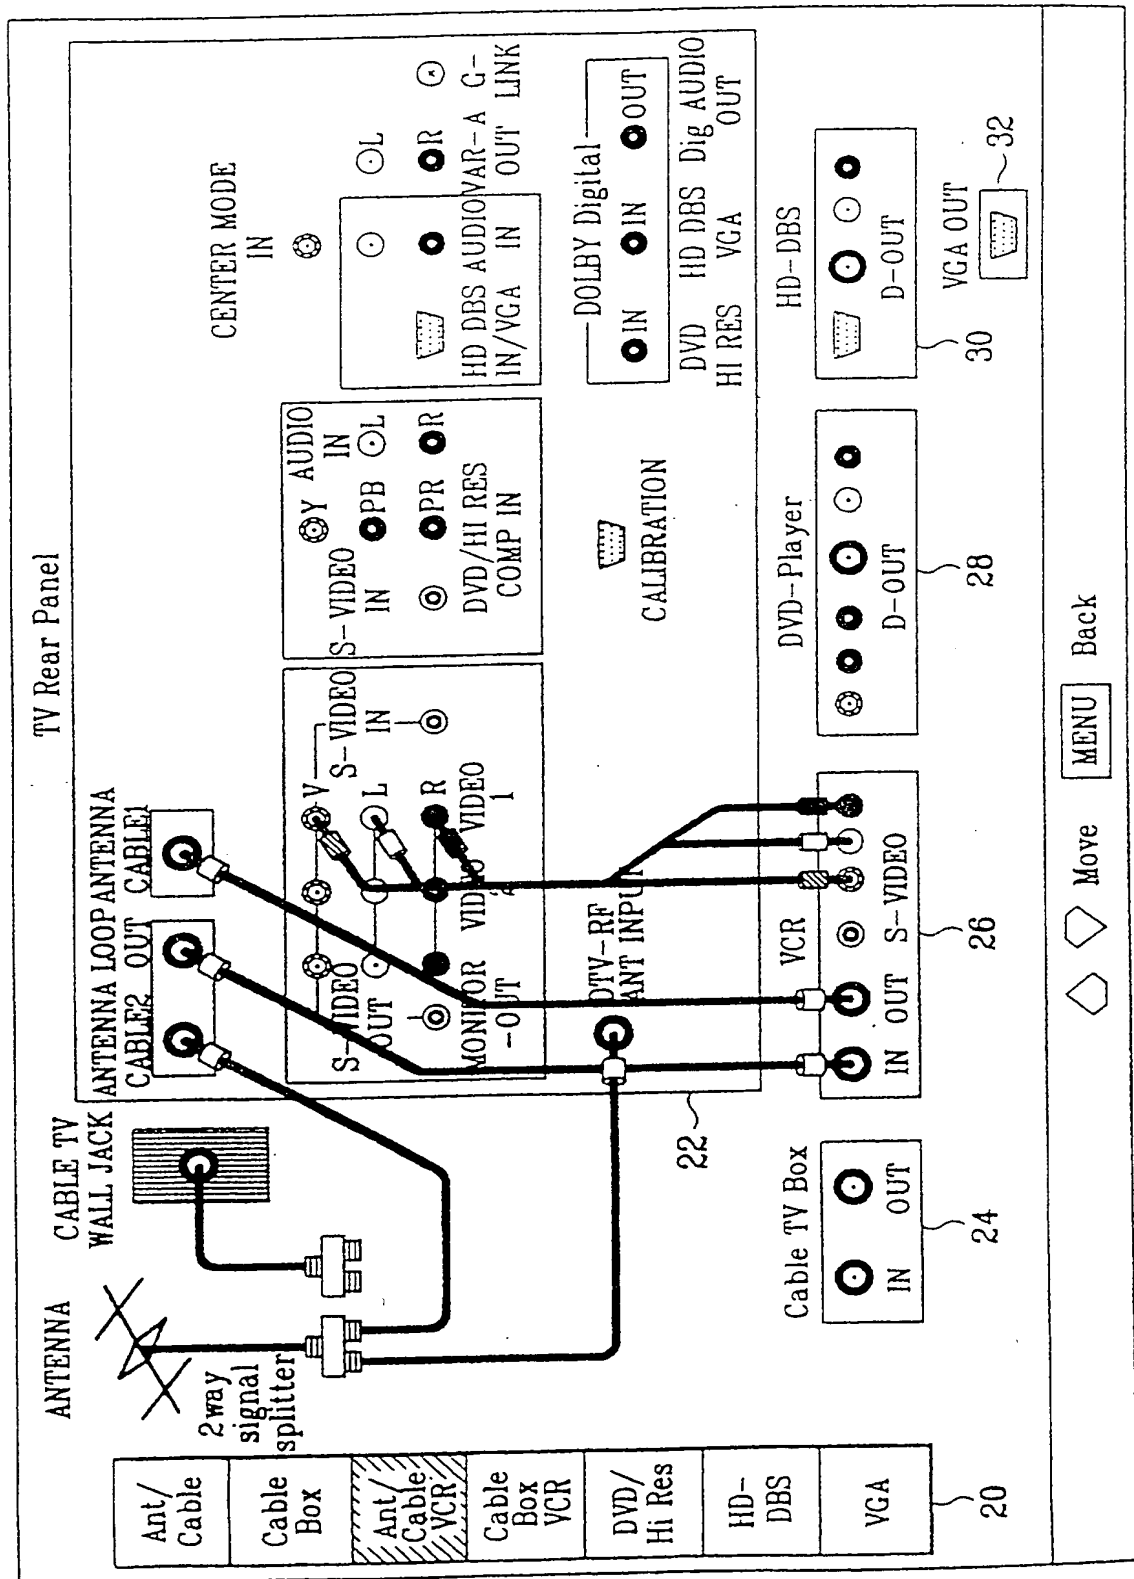 TV Rear Panel
ANTENNA
CABLE TV
WALL JACK
2way
signal
splitter
ANTENNA LOOP
CABLE2 OUT
ANTENNA
CABLE1
S-VIDEO
OUT
MONITOR
-OUT
V
L
R
VIDEO
2
VIDEO
1
S-VIDEO
IN
S-VIDEO
IN
Y
PB
PR
AUDIO
IN
L
R
DVD/HI RES
COMP IN
CENTER MODE
IN
HD DBS
IN/VGA
AUDIO
IN
L
R
VAR-A
OUT
G-
LINK
DTV-RF
ANT INPUT
CALIBRATION
DOLBY Digital
IN
IN
OUT
DVD
HI RES
HD DBS
VGA
Dig AUDIO
OUT
22
Ant/
Cable
Cable
Box
Ant/
Cable
VCR
Cable
Box
VCR
DVD/
Hi Res
HD-
DBS
VGA
20
Cable TV Box
IN OUT
24
VCR
IN OUT S-VIDEO
26
DVD-Player
D-OUT
28
HD-DBS
D-OUT
30
VGA OUT
32
Move
MENU
Back